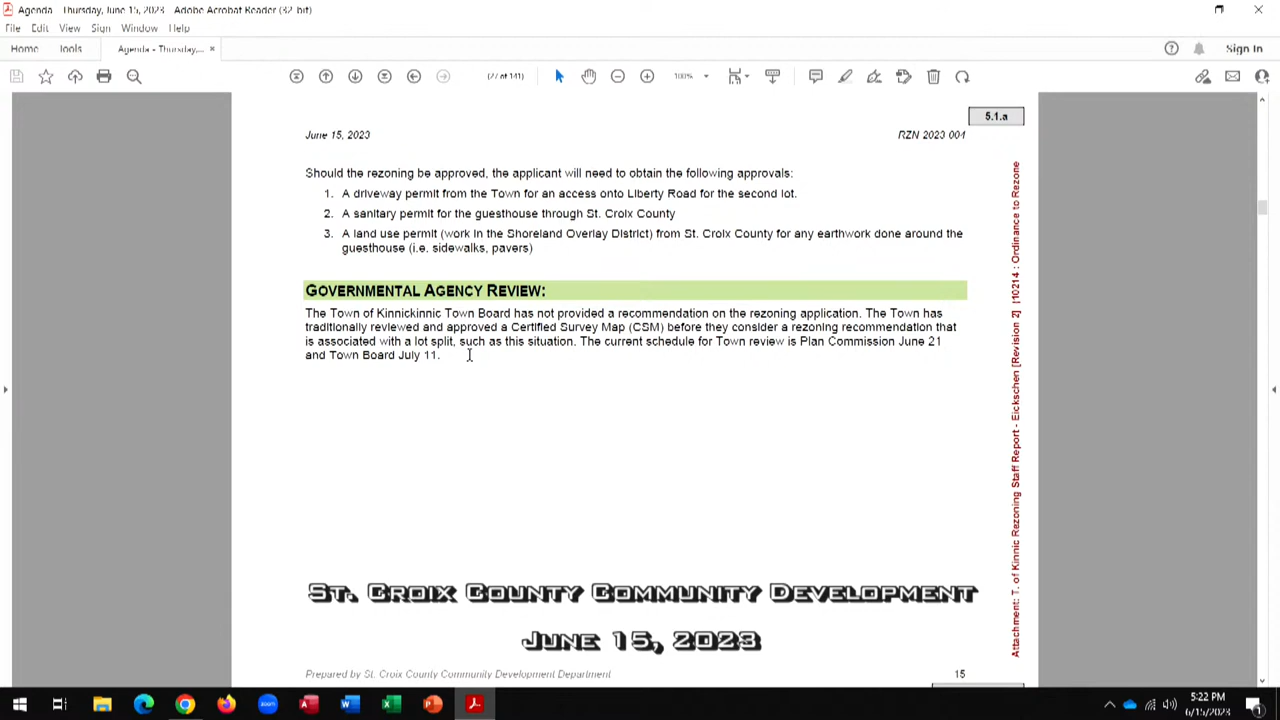 Agenda - Thursday, June 15, 2023 - Adobe Acrobat Reader (32-bit)
File Edit View Sign Window Help
Home Tools Agenda - Thursday,... × Sign In
(27 of 141) 100%
5.1.a
June 15, 2023 RZN 2023 004
Should the rezoning be approved, the applicant will need to obtain the following approvals:
1. A driveway permit from the Town for an access onto Liberty Road for the second lot.
2. A sanitary permit for the guesthouse through St. Croix County
3. A land use permit (work in the Shoreland Overlay District) from St. Croix County for any earthwork done around the
guesthouse (i.e. sidewalks, pavers)
GOVERNMENTAL AGENCY REVIEW:
The Town of Kinnickinnic Town Board has not provided a recommendation on the rezoning application. The Town has
traditionally reviewed and approved a Certified Survey Map (CSM) before they consider a rezoning recommendation that
is associated with a lot split, such as this situation. The current schedule for Town review is Plan Commission June 21
and Town Board July 11.
Attachment: T. of Kinnic Rezoning Staff Report - Eickschen [Revision 2] (10214 : Ordinance to Rezone
ST. CROIX COUNTY COMMUNITY DEVELOPMENT
JUNE 15, 2023
Prepared by St. Croix County Community Development Department 15
zoom
5:22 PM
6/15/2023
1